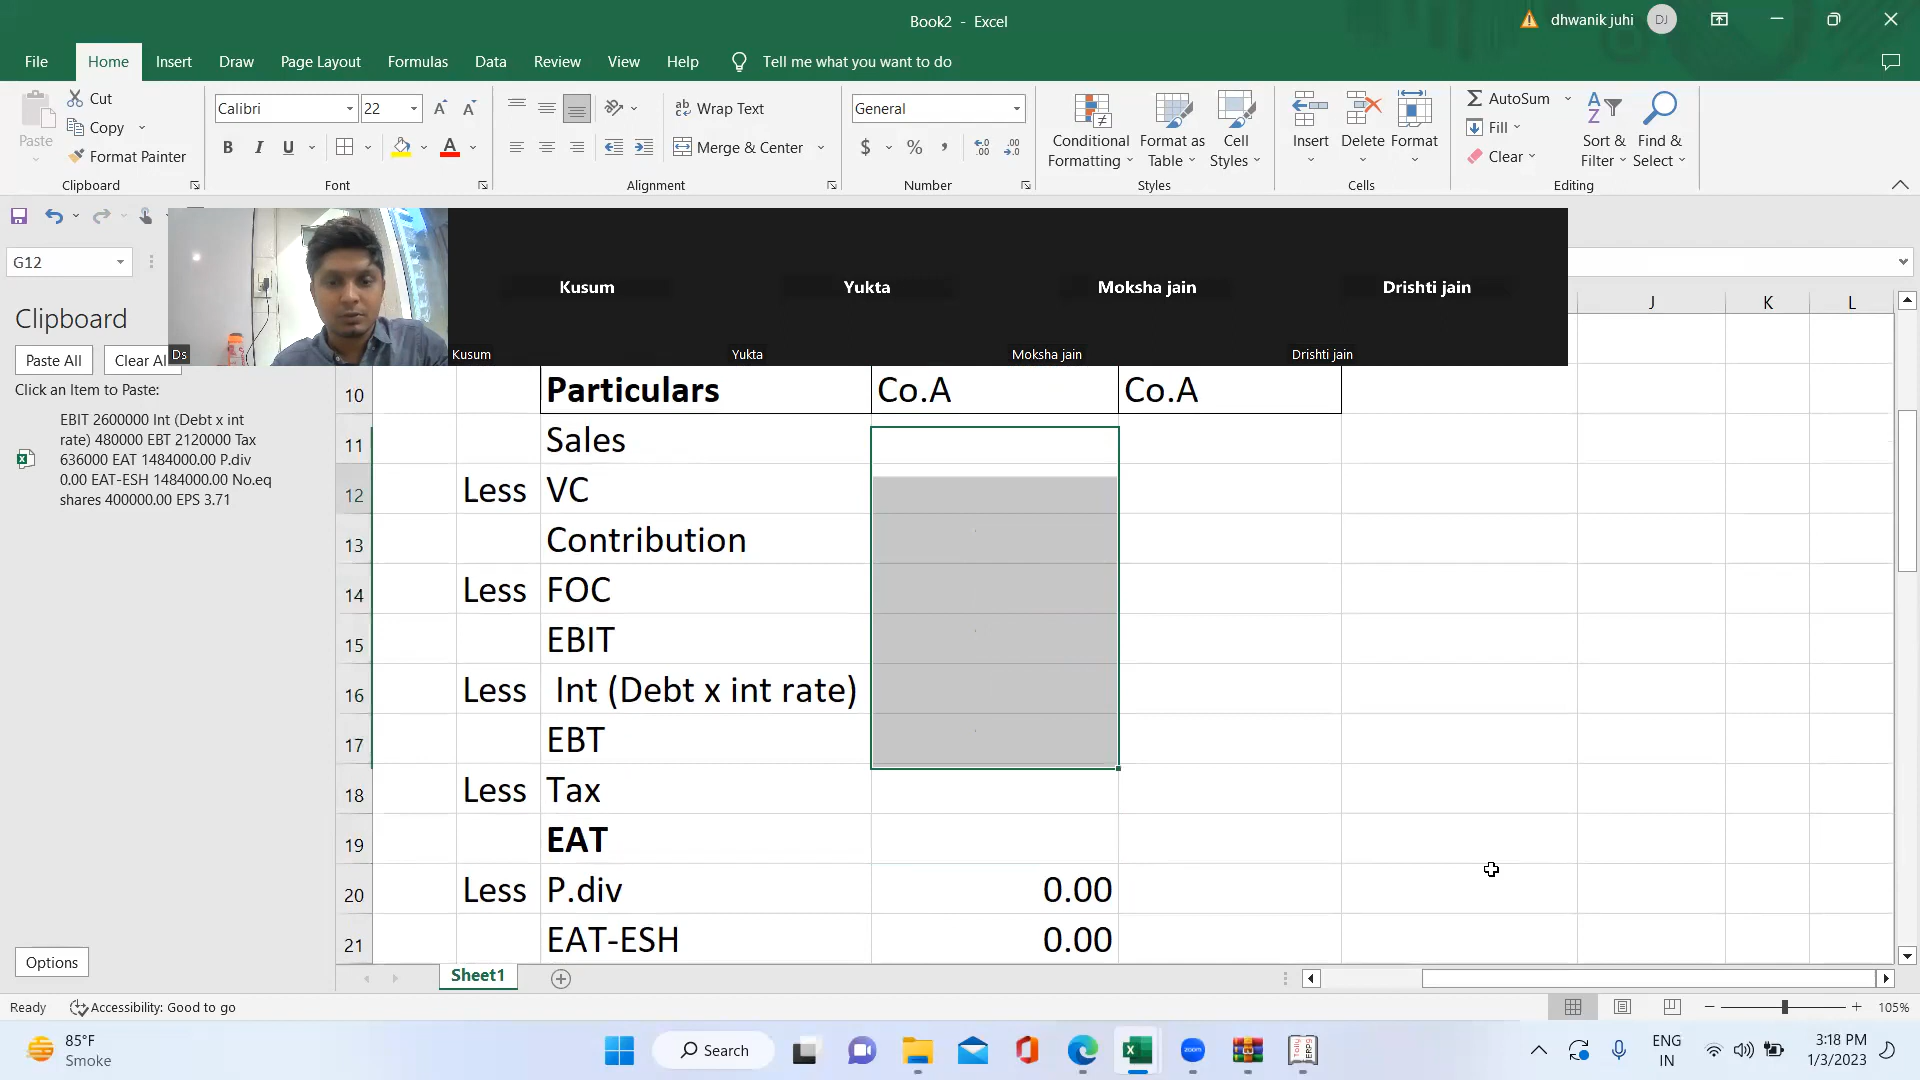 Book2 - Excel
dhwanik juhi
DJ
File
Home
Insert
Draw
Page Layout
Formulas
Data
Review
View
Help
Tell me what you want to do
Paste
Cut
Copy
Format Painter
Clipboard
Calibri
22
B I U
Font
Wrap Text
Merge & Center
Alignment
General
$ % ,
Number
Conditional
Formatting
Format as
Table
Cell
Styles
Styles
Insert
Delete
Format
Cells
AutoSum
Fill
Clear
Sort &
Filter
Find &
Select
Editing
G12
Clipboard
Paste All
Clear Al
Click an Item to Paste:
EBIT 2600000 Int (Debt x int
rate) 480000 EBT 2120000 Tax
636000 EAT 1484000.00 P.div
0.00 EAT-ESH 1484000.00 No.eq
shares 400000.00 EPS 3.71
Options
Ds
Kusum
Yukta
Moksha jain
Drishti jain
Kusum
Yukta
Moksha jain
Drishti jain
J K L
10 Particulars Co.A Co.A
11 Sales
12 Less VC
13 Contribution
14 Less FOC
15 EBIT
16 Less Int (Debt x int rate)
17 EBT
18 Less Tax
19 EAT
20 Less P.div 0.00
21 EAT-ESH 0.00
Sheet1
Ready
Accessibility: Good to go
105%
85°F
Smoke
Search
zoom
Tally
ERP9
ENG
IN
3:18 PM
1/3/2023